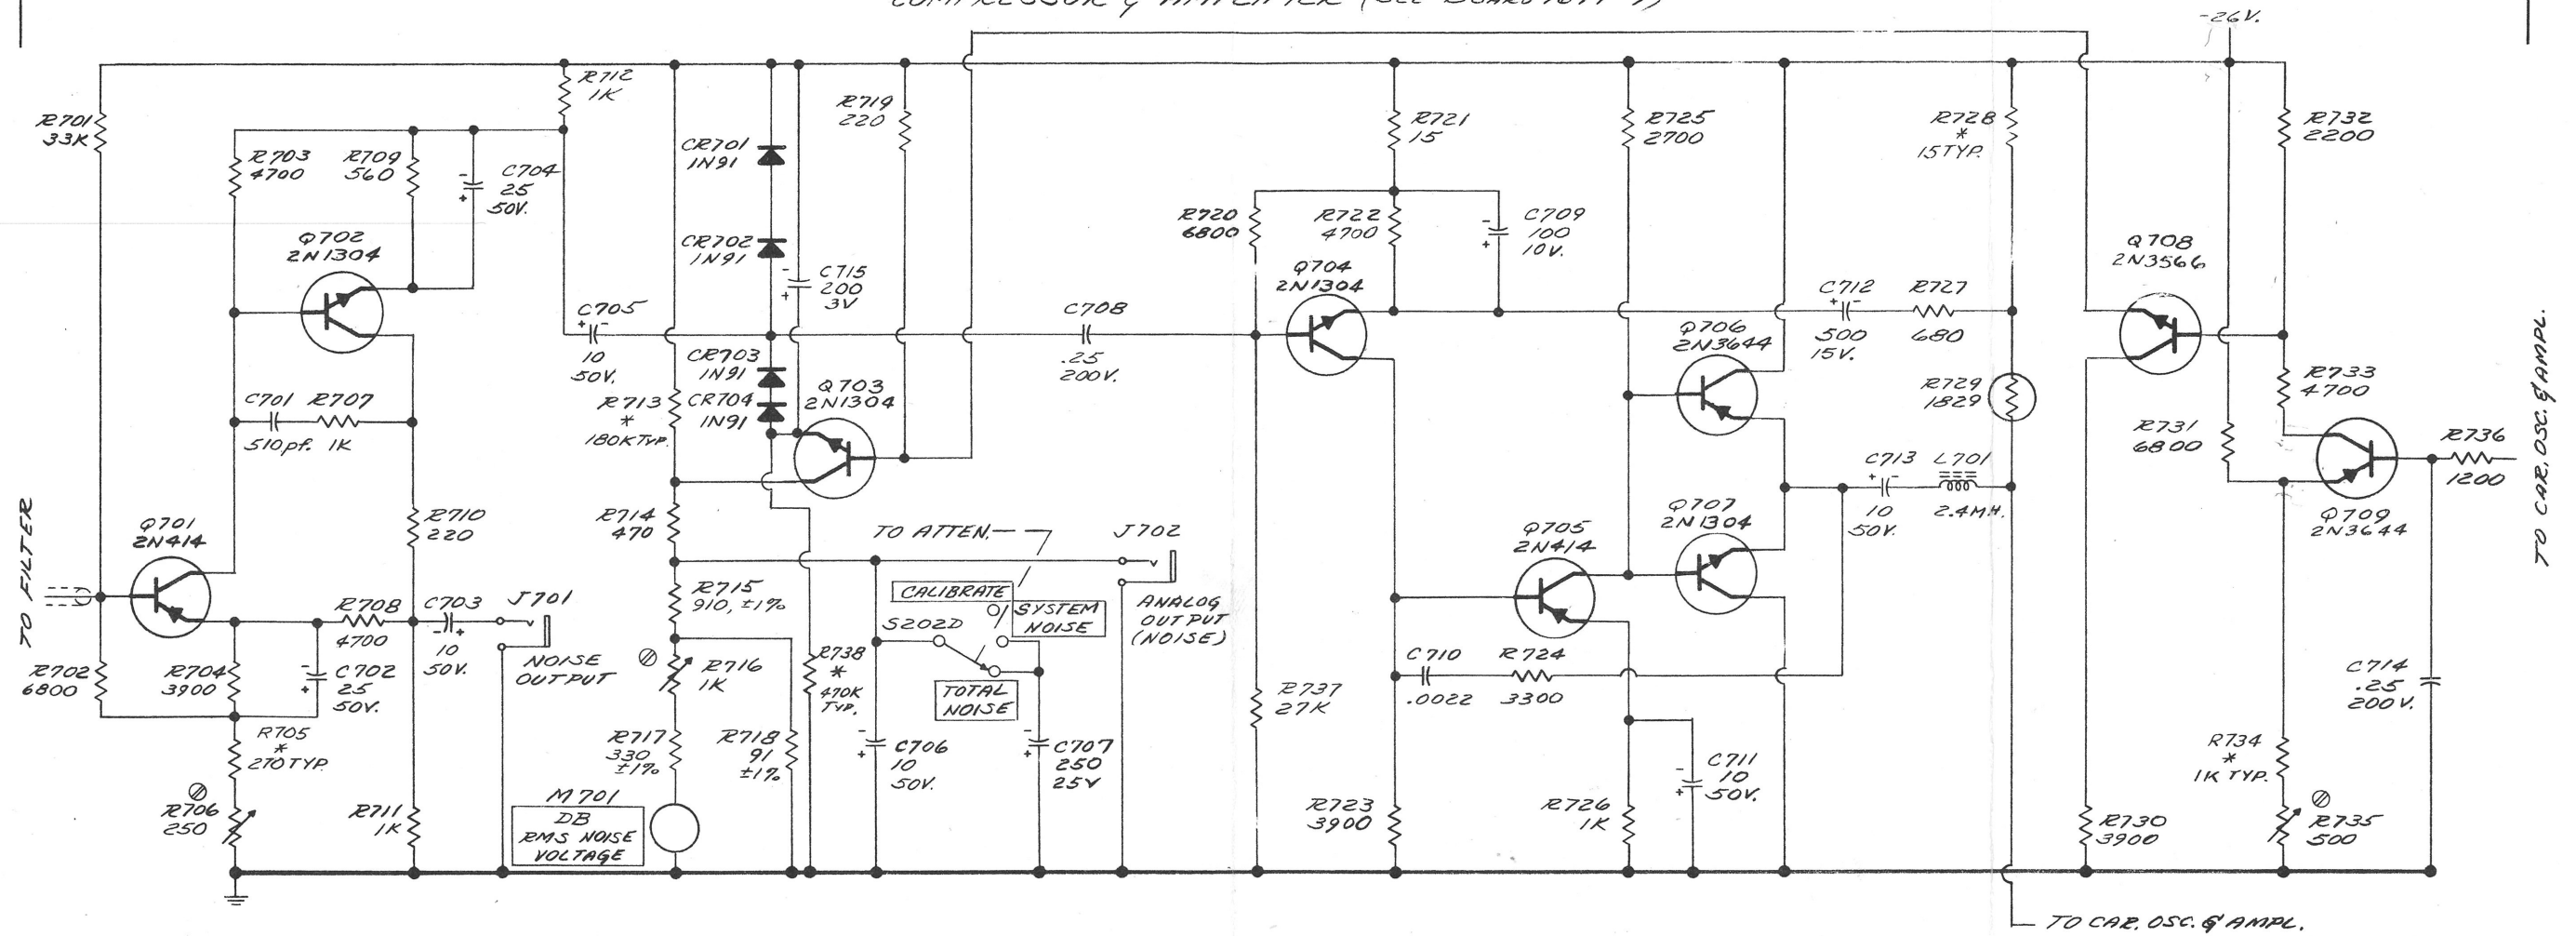 -26V.
R712
1K
R701
33K
R703
4700
R709
560
C704
25
50V.
-
+
Q702
2N1304
C701
510pf.
R707
1K
R710
220
Q701
2N414
TO FILTER
R702
6800
R704
3900
R708
4700
C702
25
50V.
-
+
C703
10
50V.
-
+
J701
NOISE
OUTPUT
R705
*
270 TYP.
R706
250
R711
1K
CR701
1N91
CR702
1N91
C715
200
3V
-
+
R719
220
C705
10
50V.
+
-
CR703
1N91
CR704
1N91
Q703
2N1304
R713
*
180K TYP.
R714
470
R715
910, ±1%
R716
1K
R717
330
±1%
R718
91
±1%
M701
DB
RMS NOISE
VOLTAGE
R738
*
470K
TYP.
TO ATTEN.
CALIBRATE
SYSTEM
NOISE
S202D
TOTAL
NOISE
C706
10
50V.
-
+
C707
250
25V
-
+
J702
ANALOG
OUTPUT
(NOISE)
C708
.25
200V.
R720
6800
R721
15
R722
4700
C709
100
10V.
-
+
Q704
2N1304
R737
27K
R723
3900
C710
.0022
R724
3300
R725
2700
Q705
2N414
Q706
2N3644
Q707
2N1304
R726
1K
C711
10
50V.
-
+
C712
500
15V.
+
-
R727
680
R728
*
15 TYP.
R729
1829
C713
10
50V.
+
-
L701
2.4M.H.
Q708
2N3566
R732
2200
R733
4700
R731
6800
Q709
2N3644
R736
1200
C714
.25
200V.
R734
*
1K TYP.
R735
500
R730
3900
TO CAR. OSC. & AMPL.
TO CAR. OSC. & AMPL.